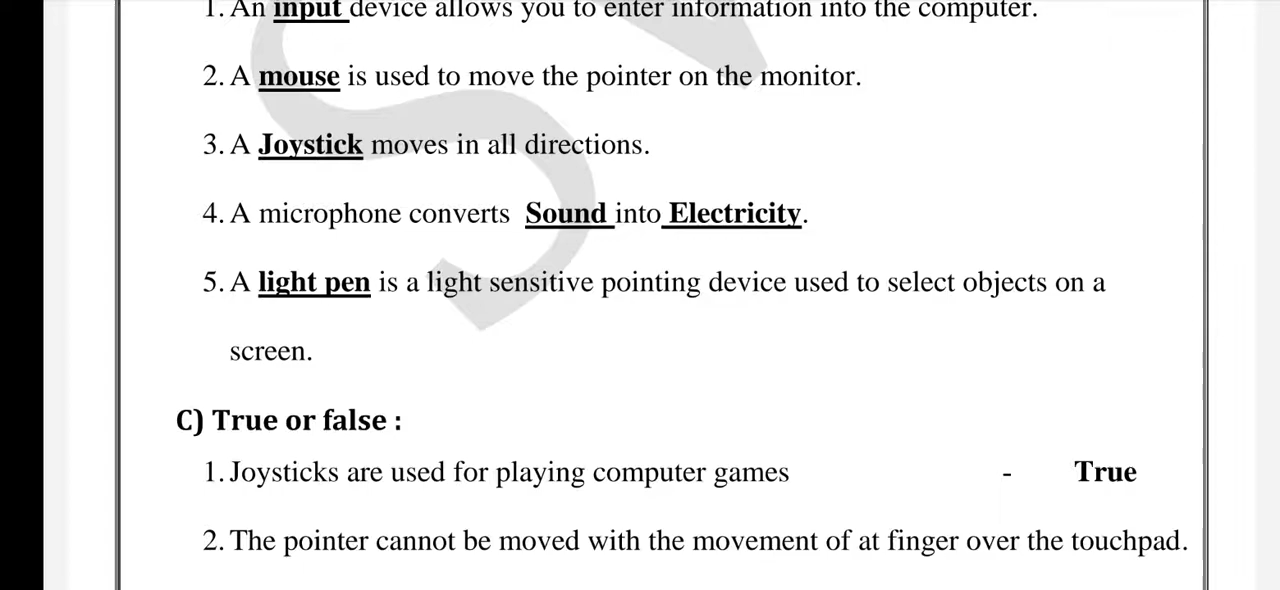 1. An input device allows you to enter information into the computer.
2. A mouse is used to move the pointer on the monitor.
3. A Joystick moves in all directions.
4. A microphone converts Sound into Electricity.
5. A light pen is a light sensitive pointing device used to select objects on a
screen.
C) True or false :
1. Joysticks are used for playing computer games - True
2. The pointer cannot be moved with the movement of at finger over the touchpad.